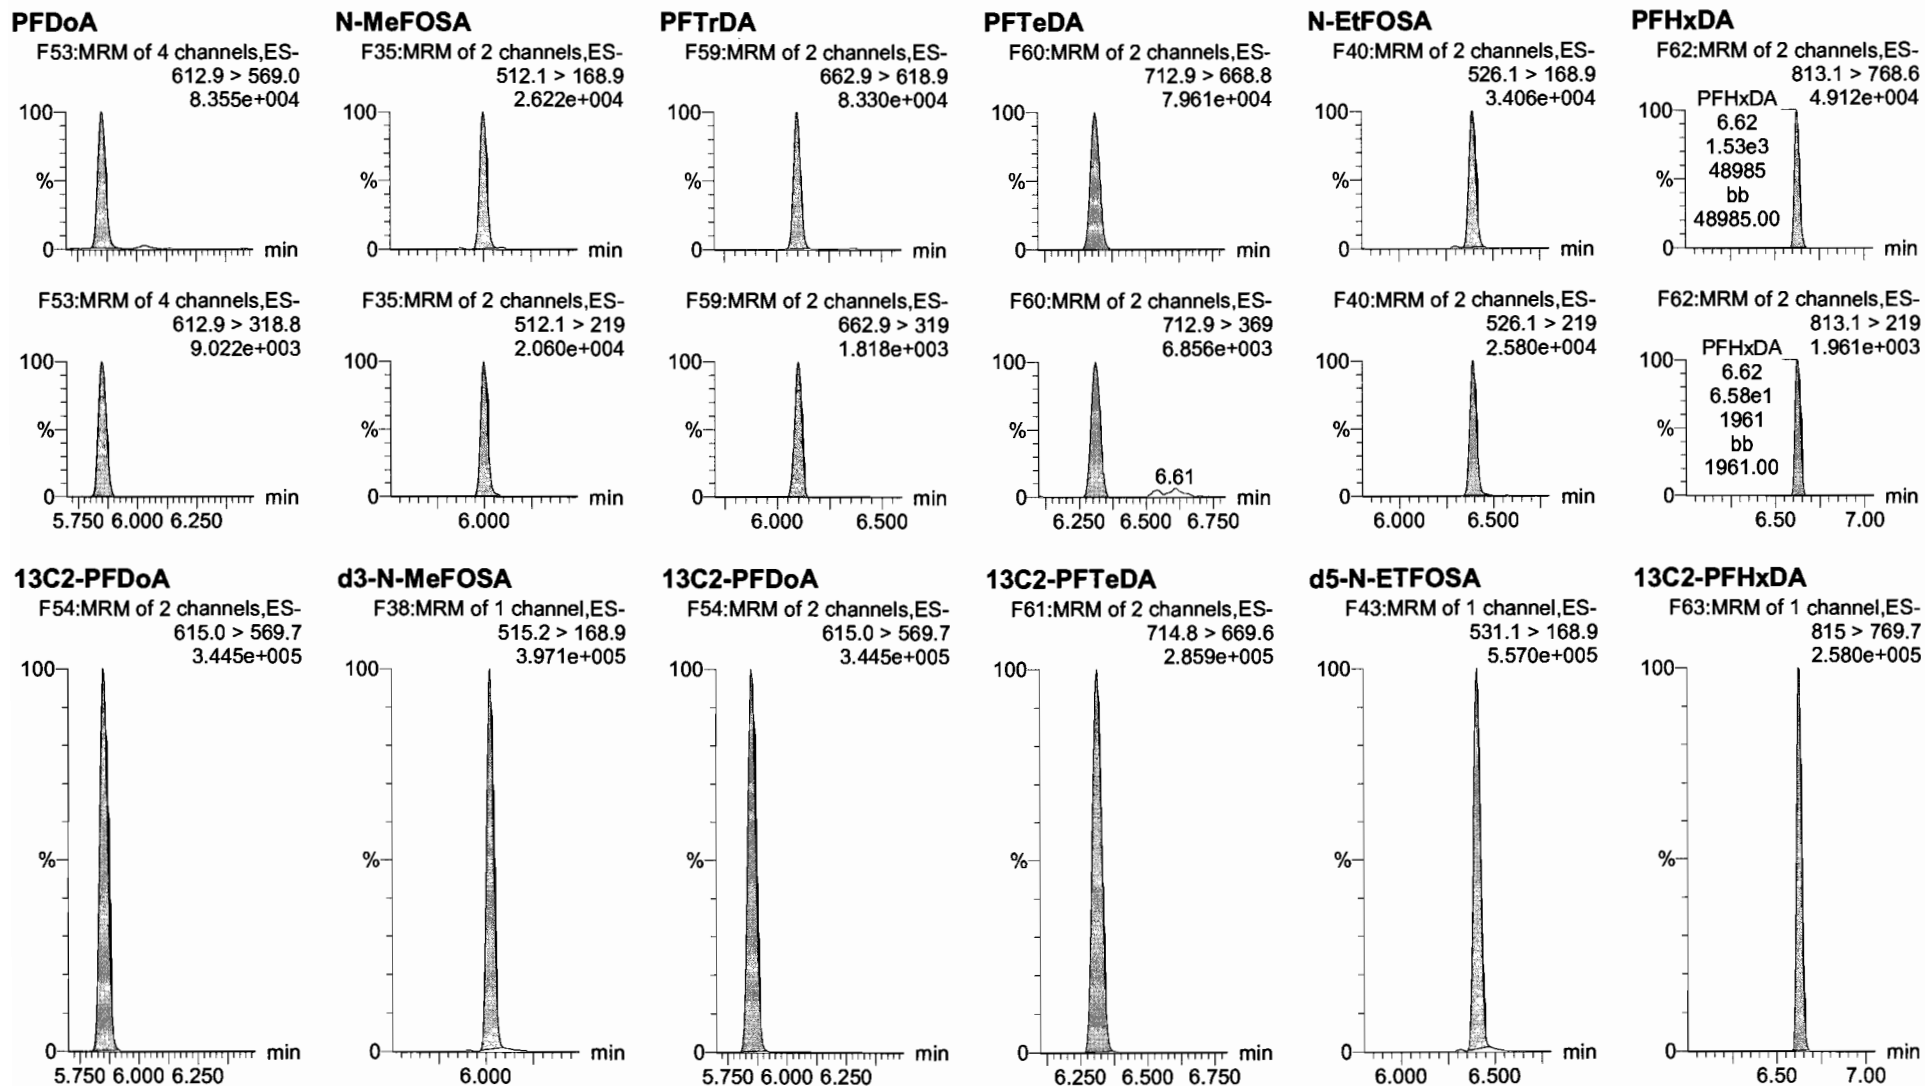 PFDoA
F53:MRM of 4 channels,ES-
612.9 > 569.0
8.355e+004
100
%
0
min
F53:MRM of 4 channels,ES-
612.9 > 318.8
9.022e+003
100
%
0
min
5.750 6.000 6.250
N-MeFOSA
F35:MRM of 2 channels,ES-
512.1 > 168.9
2.622e+004
100
%
0
min
F35:MRM of 2 channels,ES-
512.1 > 219
2.060e+004
100
%
0
min
6.000
PFTrDA
F59:MRM of 2 channels,ES-
662.9 > 618.9
8.330e+004
100
%
0
min
F59:MRM of 2 channels,ES-
662.9 > 319
1.818e+003
100
%
0
min
6.000 6.500
PFTeDA
F60:MRM of 2 channels,ES-
712.9 > 668.8
7.961e+004
100
%
0
min
F60:MRM of 2 channels,ES-
712.9 > 369
6.856e+003
100
%
6.61
0
min
6.250 6.500 6.750
N-EtFOSA
F40:MRM of 2 channels,ES-
526.1 > 168.9
3.406e+004
100
%
0
min
F40:MRM of 2 channels,ES-
526.1 > 219
2.580e+004
100
%
0
min
6.000 6.500
PFHxDA
F62:MRM of 2 channels,ES-
813.1 > 768.6
4.912e+004
100
PFHxDA
6.62
1.53e3
48985
bb
48985.00
%
0
min
F62:MRM of 2 channels,ES-
813.1 > 219
1.961e+003
100
PFHxDA
6.62
6.58e1
1961
bb
1961.00
%
0
min
6.50 7.00
13C2-PFDoA
F54:MRM of 2 channels,ES-
615.0 > 569.7
3.445e+005
100
%
0
min
5.750 6.000 6.250
d3-N-MeFOSA
F38:MRM of 1 channel,ES-
515.2 > 168.9
3.971e+005
100
%
0
min
6.000
13C2-PFDoA
F54:MRM of 2 channels,ES-
615.0 > 569.7
3.445e+005
100
%
0
min
5.750 6.000 6.250
13C2-PFTeDA
F61:MRM of 2 channels,ES-
714.8 > 669.6
2.859e+005
100
%
0
min
6.250 6.500 6.750
d5-N-ETFOSA
F43:MRM of 1 channel,ES-
531.1 > 168.9
5.570e+005
100
%
0
min
6.000 6.500
13C2-PFHxDA
F63:MRM of 1 channel,ES-
815 > 769.7
2.580e+005
100
%
0
min
6.50 7.00